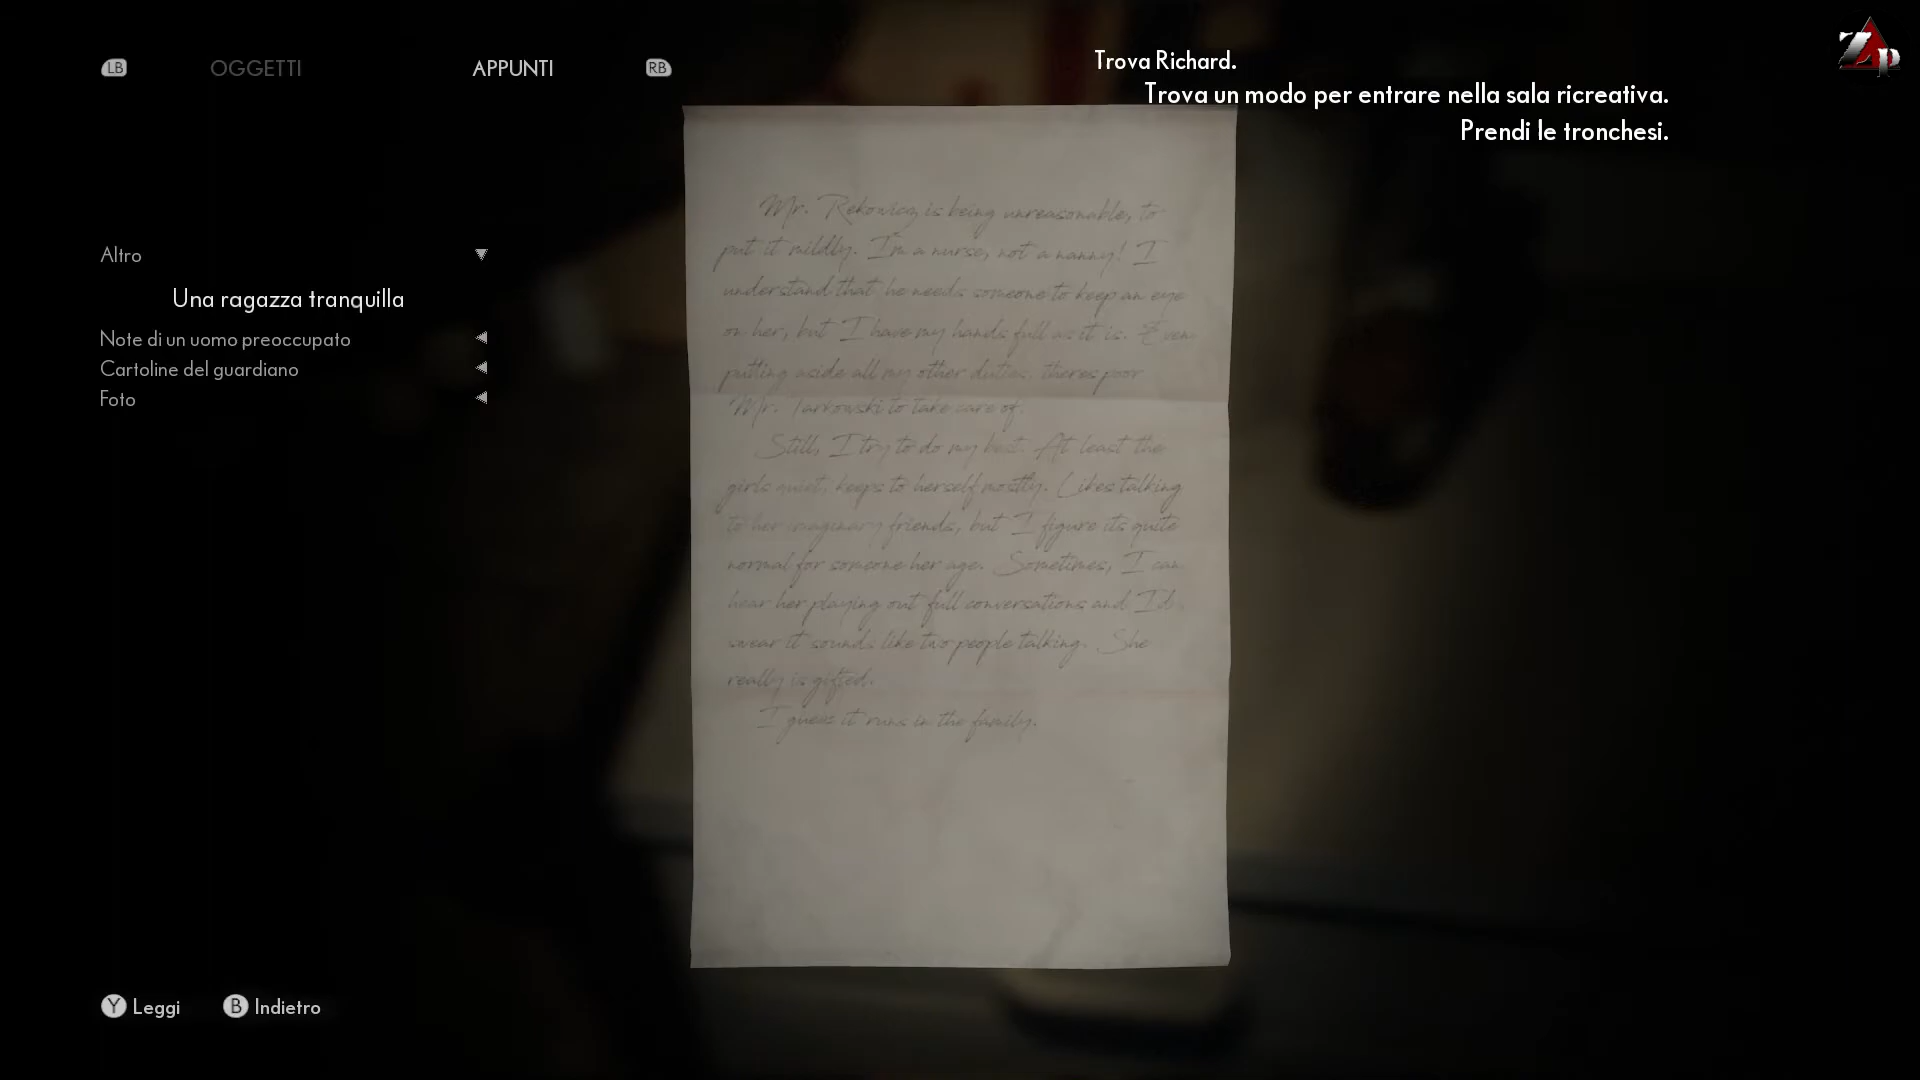 LB
OGGETTI
APPUNTI
RB
Trova Richard.
Trova un modo per entrare nella sala ricreativa.
Prendi le tronchesi.
Zp
Altro
Una ragazza tranquilla
Note di un uomo preoccupato
Cartoline del guardiano
Foto
Mr. Rekowicz is being unreasonable, to
put it mildly. I'm a nurse, not a nanny! I
understand that he needs someone to keep an eye
on her, but I have my hands full as it is. Even
putting aside all my other duties, theres poor
Mr. Tarkowski to take care of.
Still, I try to do my best. At least the
girls quiet, keeps to herself mostly. Likes talking
to her imaginary friends, but I figure its quite
normal for someone her age. Sometimes, I can
hear her playing out full conversations and I'd
swear it sounds like two people talking. She
really is gifted.
I guess it runs in the family.
Y Leggi
B Indietro